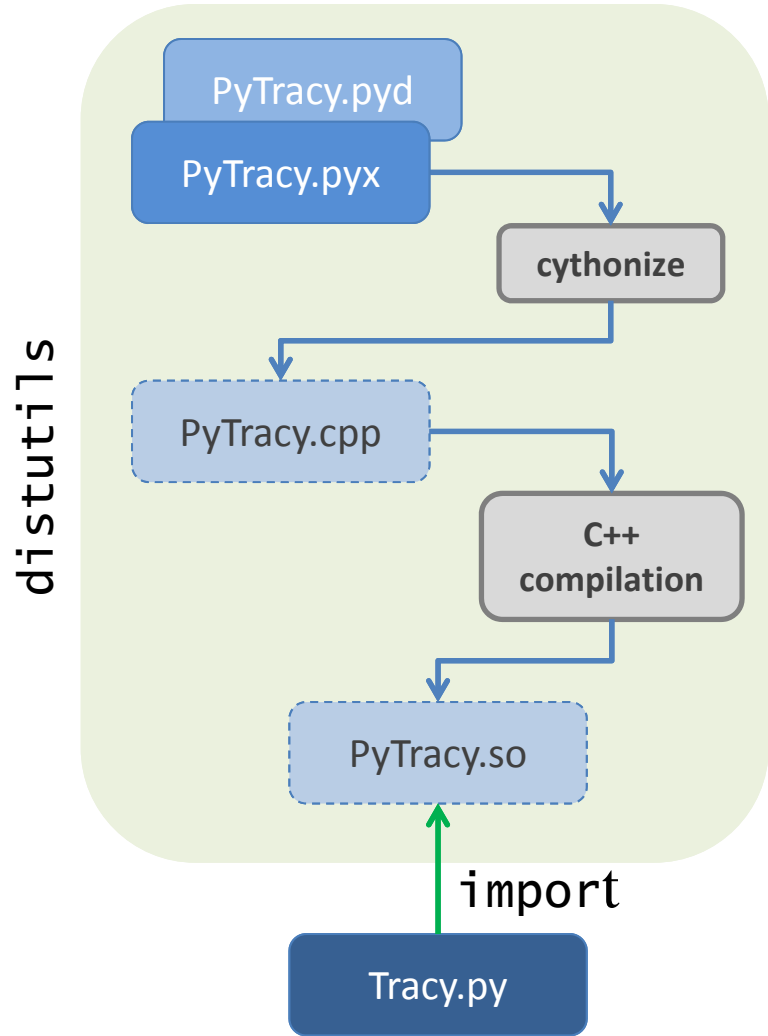 PyTracy.pyd
PyTracy.pyx
cythonize
distutils
PyTracy.cpp
C++
compilation
PyTracy.so
import
Tracy.py